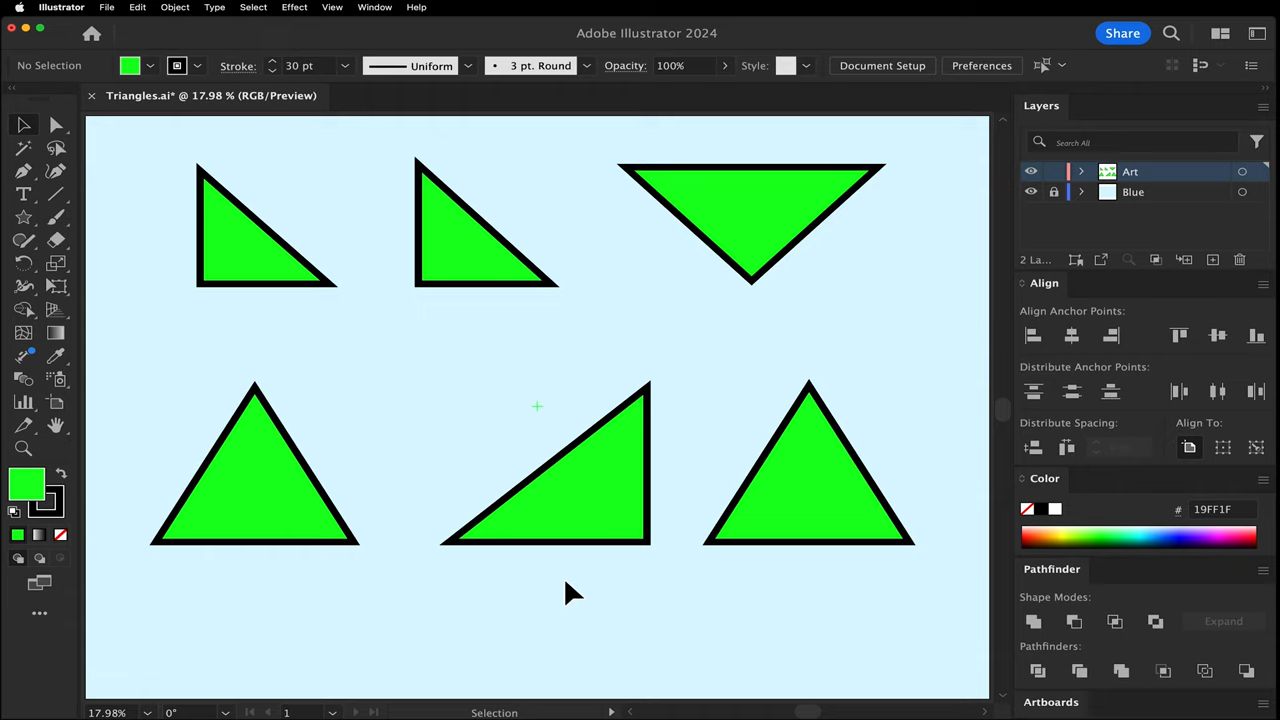 Illustrator File Edit Object Type Select Effect View Window Help
Adobe Illustrator 2024
Share
No Selection
Stroke: 30 pt
Uniform
3 pt. Round
Opacity: 100%
Style:
Document Setup
Preferences
Triangles.ai* @ 17.98 % (RGB/Preview)
Layers
Search All
Art
Blue
2 La...
Align
Align Anchor Points:
Distribute Anchor Points:
Distribute Spacing: Align To:
Color
# 19FF1F
Pathfinder
Shape Modes:
Expand
Pathfinders:
Artboards
17.98% 0° 1 Selection